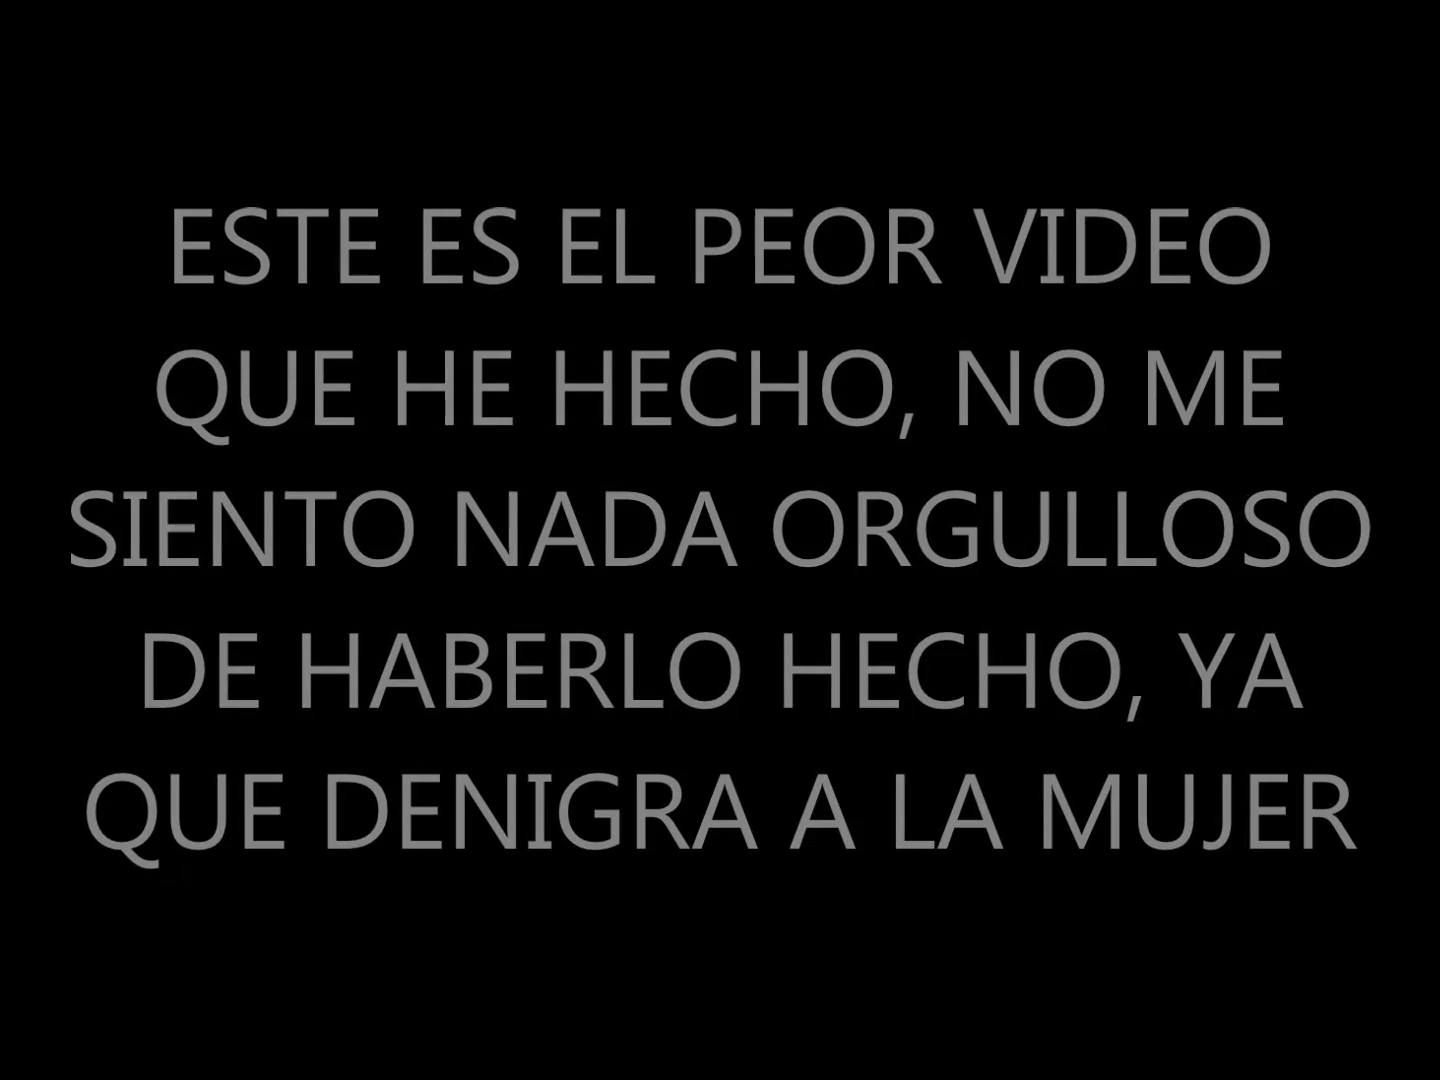 ESTE ES EL PEOR VIDEO
QUE HE HECHO, NO ME
SIENTO NADA ORGULLOSO
DE HABERLO HECHO, YA
QUE DENIGRA A LA MUJER